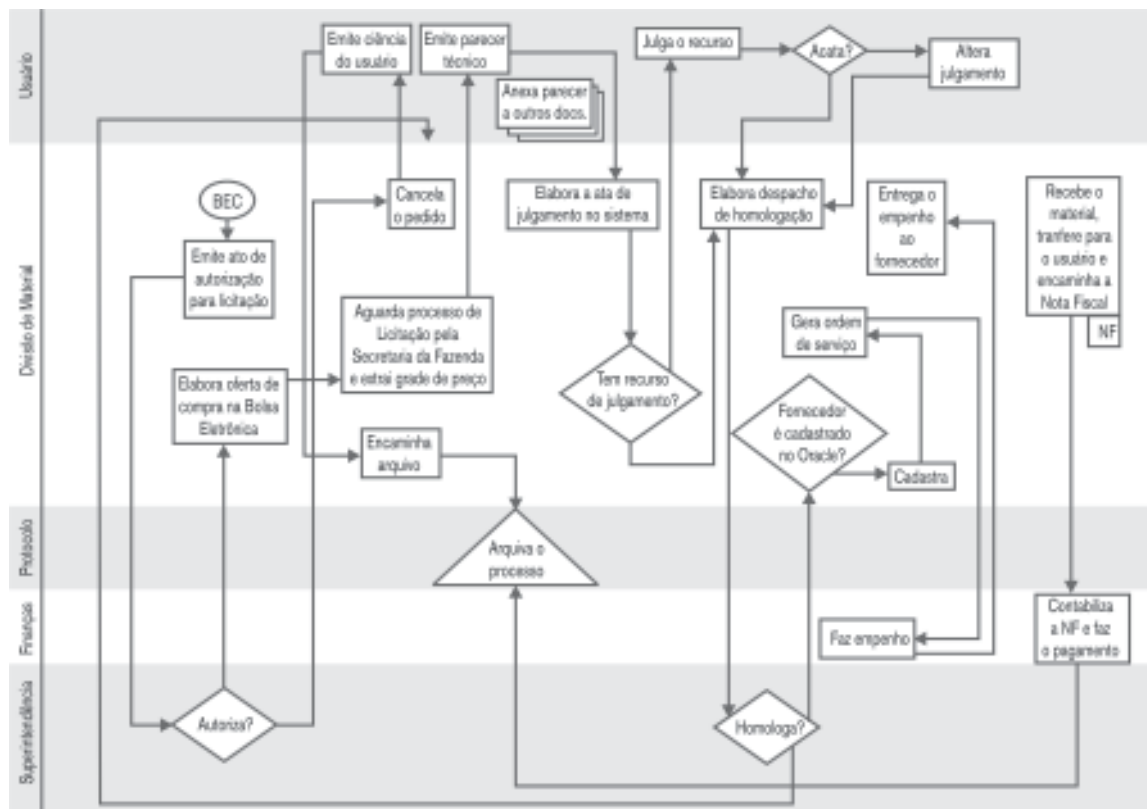 Usuário
Emite ciência
do usuário
Emite parecer
técnico
Anexa parecer
a outros docs.
Julga o recurso
Acata?
Altera
julgamento
Divisão de Material
BEC
Emite ato de
autorização
para licitação
Cancela
o pedido
Elabora a ata de
julgamento no sistema
Elabora despacho
de homologação
Entrega o
empenho
ao
fornecedor
Recebe o
material,
tranfere para
o usuário e
encaminha a
Nota Fiscal
NF
Elabora oferta de
compra na Bolsa
Eletrônica
Aguarda processo de
Licitação pela
Secretaria da Fazenda
e estrai grade de preço
Tem recurso
de julgamento?
Gera ordem
de serviço
Fornecedor
é cadastrado
no Oracle?
Cadastra
Encaminha
arquivo
Protocolo
Arquiva o
processo
Finanças
Faz empenho
Contabiliza
a NF e faz
o pagamento
Superintendência
Autoriza?
Homologa?